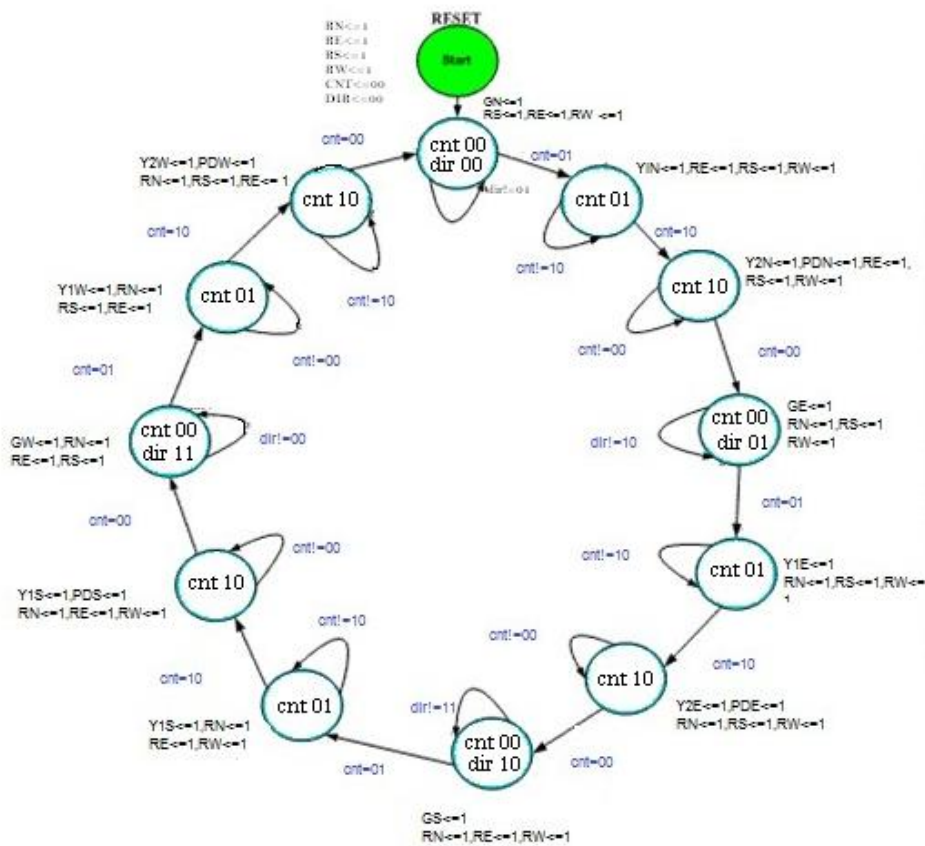 RESET
RN<=1
RE<=1
RS<=1
RW<=1
CNT<=00
DIR<=00
Start
GN<=1
RS<=1,RE<=1,RW <=1
cnt 00
dir 00
cnt=01
YIN<=1,RE<=1,RS<=1,RW<=1
cnt 01
cnt!=10
cnt=10
Y2N<=1,PDN<=1,RE<=1,
RS<=1,RW<=1
cnt 10
cnt!=00
cnt=00
GE<=1
RN<=1,RS<=1
RW<=1
cnt 00
dir 01
dir!=10
cnt=01
Y1E<=1
RN<=1,RS<=1,RW<=
1
cnt 01
cnt!=10
cnt=10
Y2E<=1,PDE<=1
RN<=1,RS<=1,RW<=1
cnt 10
cnt!=00
cnt=00
cnt 00
dir 10
dir!=11
GS<=1
RN<=1,RE<=1,RW<=1
cnt=01
cnt 01
cnt!=10
Y1S<=1,RN<=1
RE<=1,RW<=1
cnt=10
cnt 10
cnt!=00
Y1S<=1,PDS<=1
RN<=1,RE<=1,RW<=1
cnt=00
cnt 00
dir 11
dir!=00
GW<=1,RN<=1
RE<=1,RS<=1
cnt=01
cnt 01
cnt!=00
Y1W<=1,RN<=1
RS<=1,RE<=1
cnt=10
cnt 10
cnt!=10
Y2W<=1,PDW<=1
RN<=1,RS<=1,RE<= 1
cnt=00